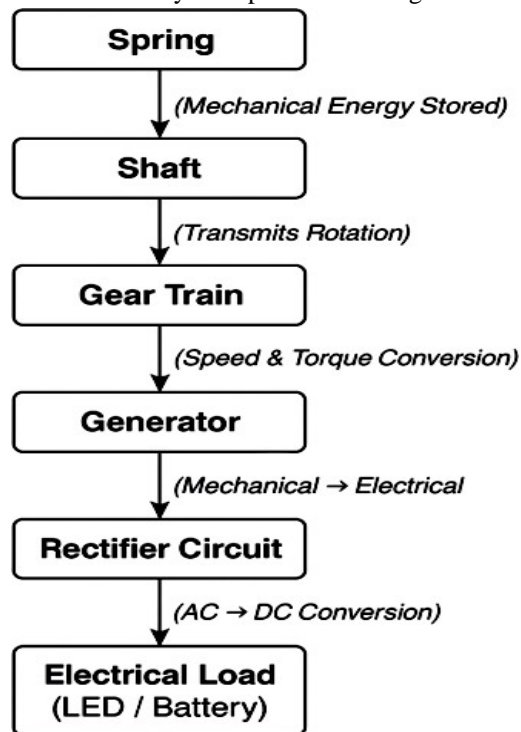 Spring
(Mechanical Energy Stored)
Shaft
(Transmits Rotation)
Gear Train
(Speed & Torque Conversion)
Generator
(Mechanical → Electrical
Rectifier Circuit
(AC → DC Conversion)
Electrical Load
(LED / Battery)